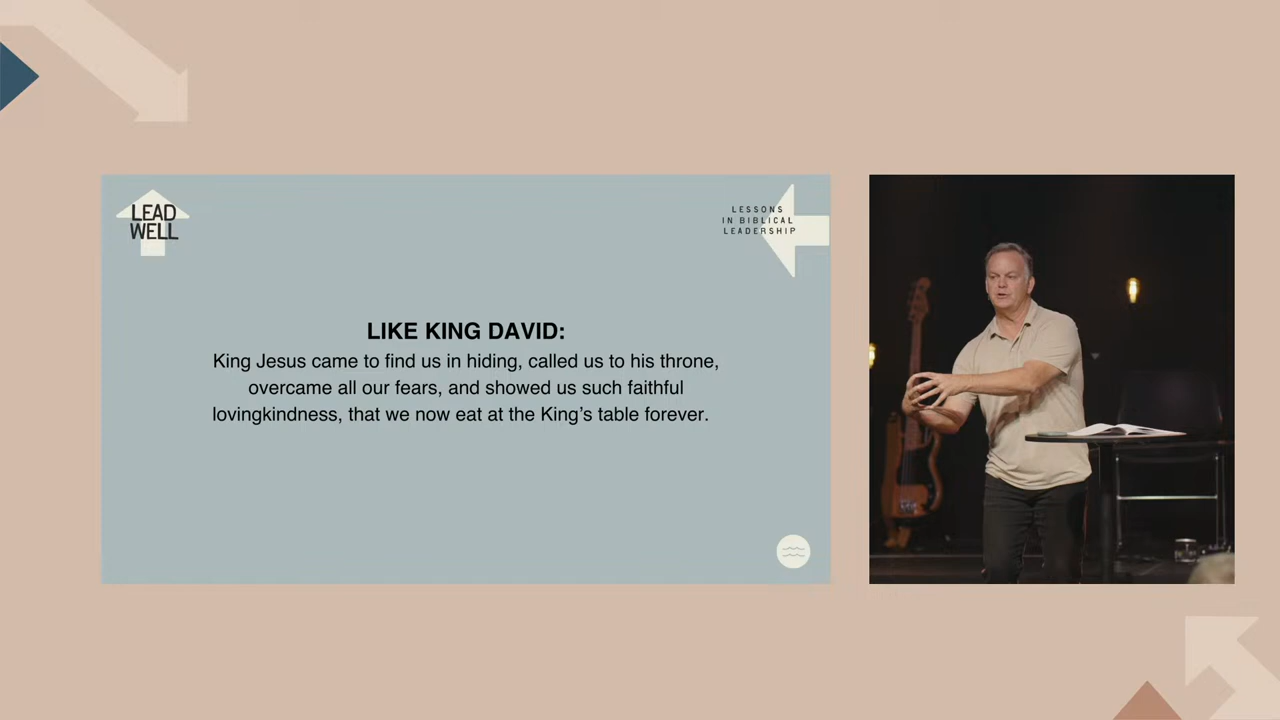 LEAD
WELL
LESSONS
IN BIBLICAL
LEADERSHIP
LIKE KING DAVID:
King Jesus came to find us in hiding, called us to his throne,
overcame all our fears, and showed us such faithful
lovingkindness, that we now eat at the King’s table forever.